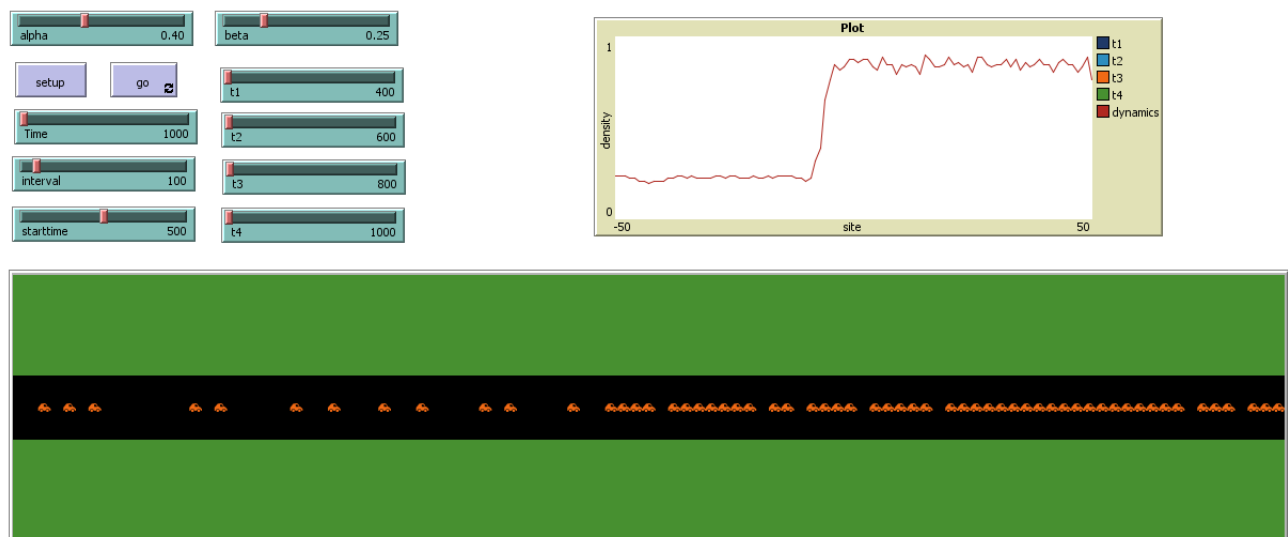 alpha 0.40
beta 0.25
setup
go
Time 1000
interval 100
starttime 500
t1 400
t2 600
t3 800
t4 1000
Plot
1
density
0
-50
site
50
t1
t2
t3
t4
dynamics